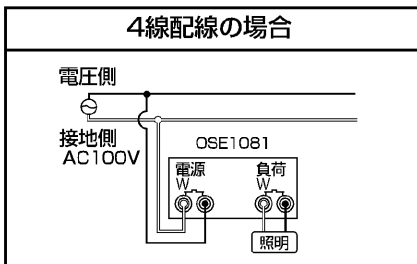 4線配線の場合
電圧側
接地側
AC100V
OSE1081
電源 負荷
W W
照明